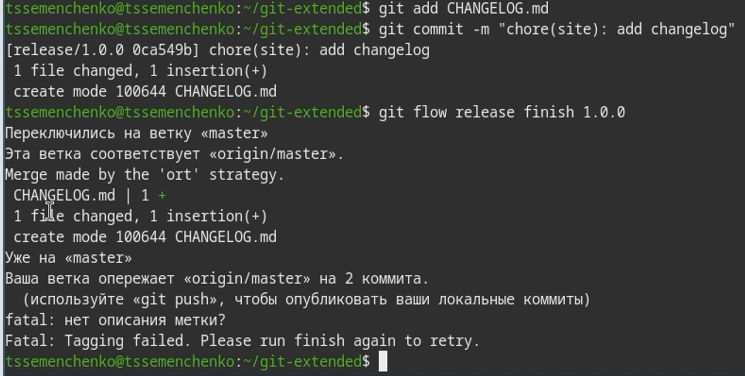 tssemenchenko@tssemenchenko:~/git-extended$ git add CHANGELOG.md
tssemenchenko@tssemenchenko:~/git-extended$ git commit -m "chore(site): add changelog"
[release/1.0.0 0ca549b] chore(site): add changelog
 1 file changed, 1 insertion(+)
 create mode 100644 CHANGELOG.md
tssemenchenko@tssemenchenko:~/git-extended$ git flow release finish 1.0.0
Переключились на ветку «master»
Эта ветка соответствует «origin/master».
Merge made by the 'ort' strategy.
 CHANGELOG.md | 1 +
 1 file changed, 1 insertion(+)
 create mode 100644 CHANGELOG.md
Уже на «master»
Ваша ветка опережает «origin/master» на 2 коммита.
  (используйте «git push», чтобы опубликовать ваши локальные коммиты)
fatal: нет описания метки?
Fatal: Tagging failed. Please run finish again to retry.
tssemenchenko@tssemenchenko:~/git-extended$